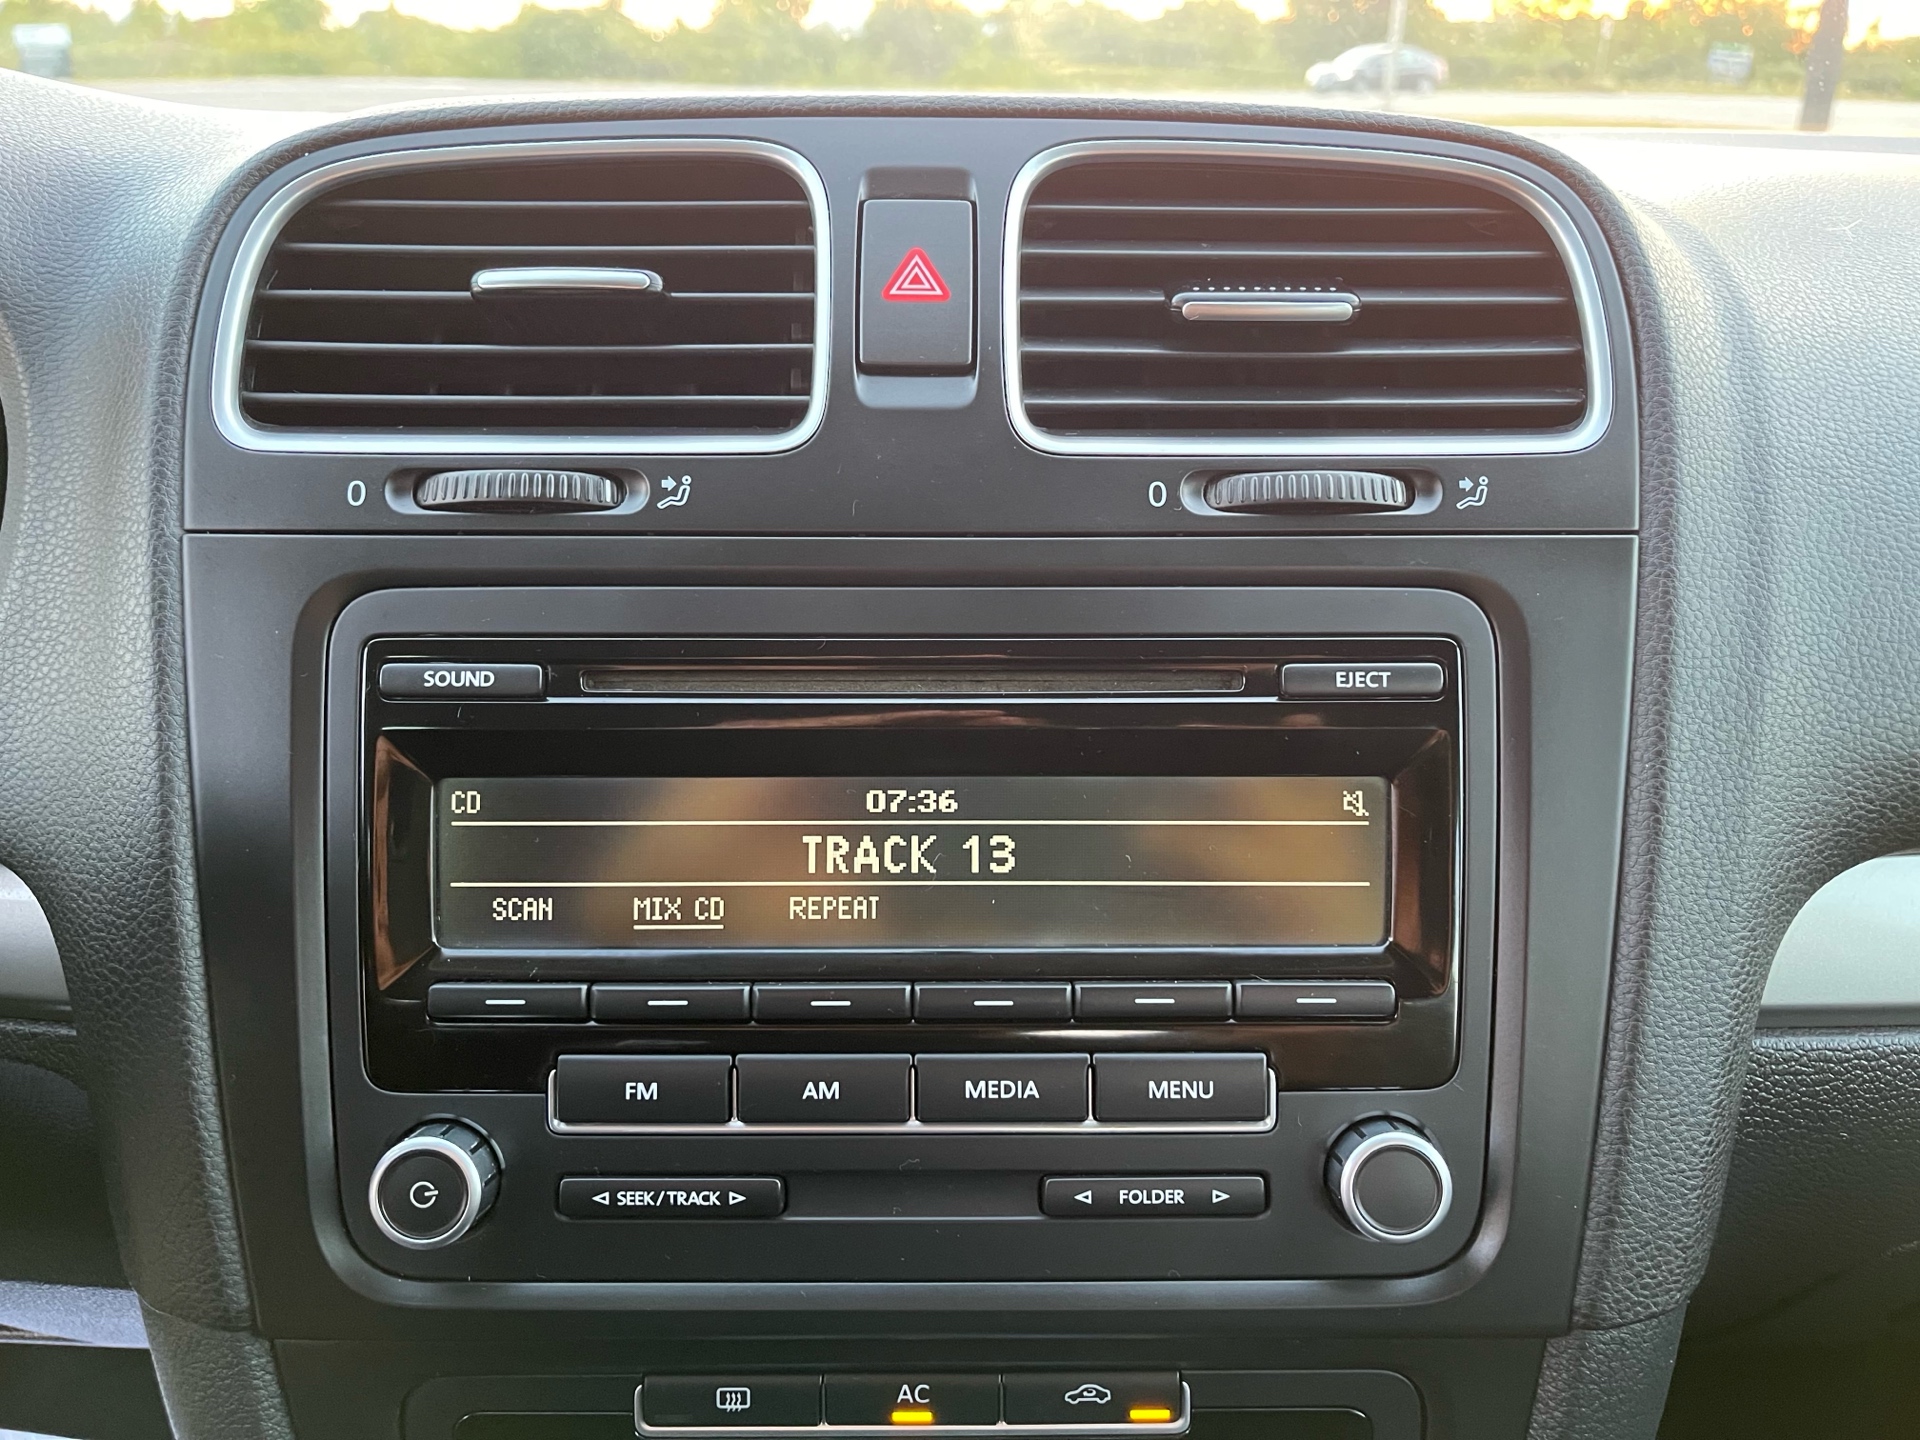 0
0
SOUND
EJECT
CD
07:36
TRACK 13
SCAN MIX CD REPEAT
FM
AM
MEDIA
MENU
SEEK/TRACK
FOLDER
AC